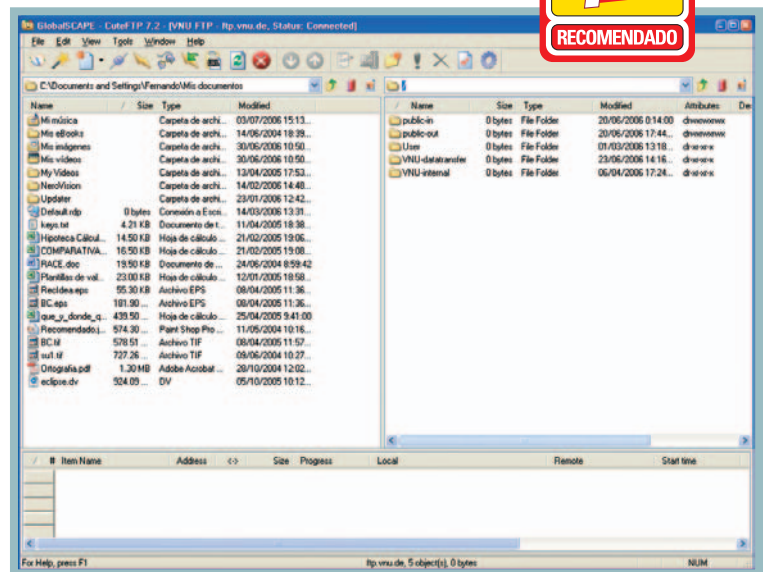 GlobalSCAPE - CuteFTP 7.2 - [VNU FTP - ftp.vnu.de, Status: Connected]
RECOMENDADO
File Edit View Tools Window Help
C:\Documents and Settings\Fernando\Mis documentos
/
Name / Size Type Modified
Mi música Carpeta de archi... 03/07/2006 15:13...
Mis eBooks Carpeta de archi... 14/06/2004 18:39...
Mis imágenes Carpeta de archi... 30/06/2006 10:50...
Mis vídeos Carpeta de archi... 30/06/2006 10:50...
My Videos Carpeta de archi... 13/04/2005 17:53...
NeroVision Carpeta de archi... 14/02/2006 14:48...
Updater Carpeta de archi... 23/01/2006 12:42...
Default.rdp 0 bytes Conexión a Escri... 14/03/2006 13:31...
keys.txt 4.21 KB Documento de t... 11/04/2005 18:38...
Hipoteca Cálcul... 14.50 KB Hoja de cálculo ... 21/02/2005 19:06...
COMPARATIVA... 16.50 KB Hoja de cálculo ... 21/02/2005 19:08...
RACE.doc 19.50 KB Documento de ... 24/06/2004 8:59:42
Plantillas de val... 23.00 KB Hoja de cálculo ... 12/01/2005 18:58...
RecIdea.eps 55.30 KB Archivo EPS 08/04/2005 11:36...
BC.eps 181.90 ... Archivo EPS 08/04/2005 11:36...
que_y_donde_q... 439.50 ... Hoja de cálculo ... 25/04/2005 9:41:00
Recomendado.j... 574.30 ... Paint Shop Pro ... 11/05/2004 10:16...
BC.tif 578.51 ... Archivo TIF 08/04/2005 11:57...
su1.tif 727.26 ... Archivo TIF 09/06/2004 10:27...
Ortografia.pdf 1.30 MB Adobe Acrobat ... 28/10/2004 12:02...
eclipse.dv 924.09 ... DV 05/10/2005 10:12...
/ Name Size Type Modified Attributes De
public-in 0 bytes File Folder 20/06/2006 0:14:00 drwxrwxrwx
public-out 0 bytes File Folder 20/06/2006 17:44... drwxrwxrwx
User 0 bytes File Folder 01/03/2006 13:18... dr-xr-xr-x
VNU-datatransfer 0 bytes File Folder 23/06/2006 14:16... dr-xr-xr-x
VNU-internal 0 bytes File Folder 06/04/2006 17:24... dr-xr-xr-x
/ # Item Name Address <-> Size Progress Local Remote Start time
For Help, press F1 ftp.vnu.de, 5 object(s), 0 bytes NUM